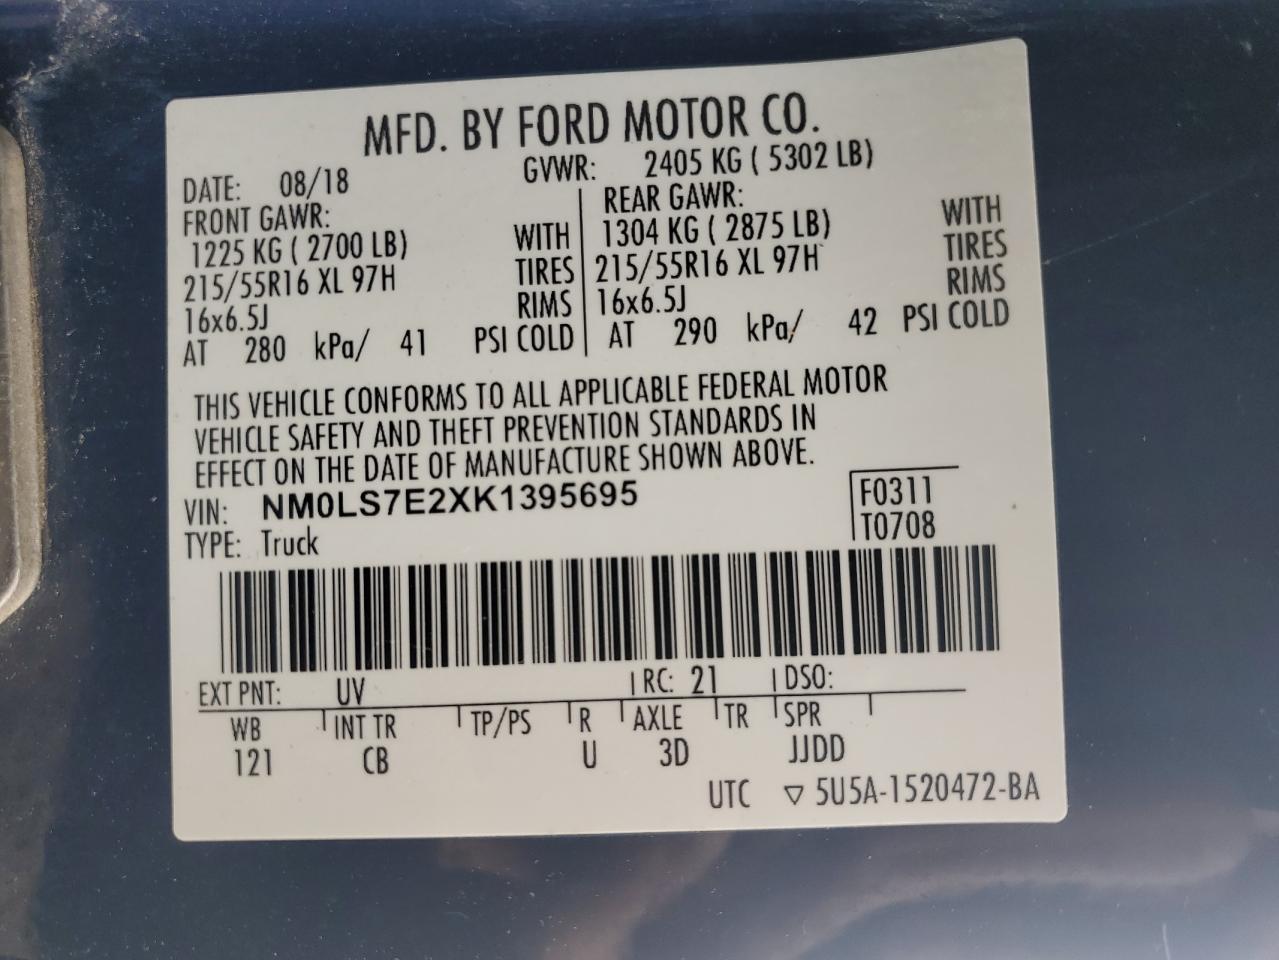 MFD. BY FORD MOTOR CO.
DATE: 08/18 GVWR: 2405 KG ( 5302 LB)
FRONT GAWR: REAR GAWR:
1225 KG ( 2700 LB) WITH 1304 KG ( 2875 LB) WITH
215/55R16 XL 97H TIRES 215/55R16 XL 97H TIRES
16x6.5J RIMS 16x6.5J RIMS
AT 280 kPa/ 41 PSI COLD AT 290 kPa/ 42 PSI COLD
THIS VEHICLE CONFORMS TO ALL APPLICABLE FEDERAL MOTOR
VEHICLE SAFETY AND THEFT PREVENTION STANDARDS IN
EFFECT ON THE DATE OF MANUFACTURE SHOWN ABOVE.
VIN: NM0LS7E2XK1395695 F0311
TYPE: Truck T0708
EXT PNT: UV RC: 21 DSO:
WB INT TR TP/PS R AXLE TR SPR
121 CB U 3D JJDD
UTC ▽ 5U5A-1520472-BA